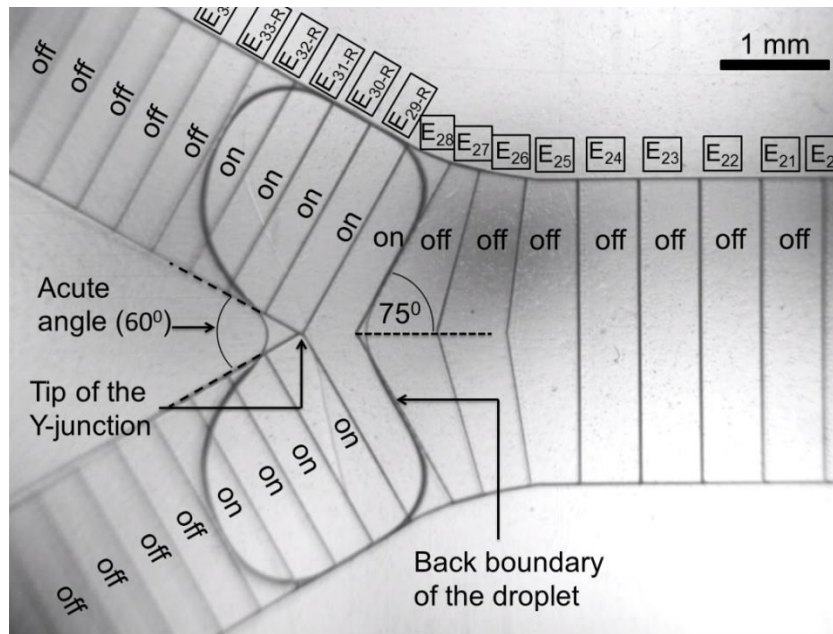 E33-R
E32-R
E31-R
E30-R
E29-R
E28
E27
E26
E25
E24
E23
E22
E21
1 mm
off
off
off
off
off
on
on
on
on
on
off
off
off
off
off
off
off
Acute
angle (60⁰)
75⁰
Tip of the
Y-junction
on
on
on
on
off
off
off
off
Back boundary
of the droplet